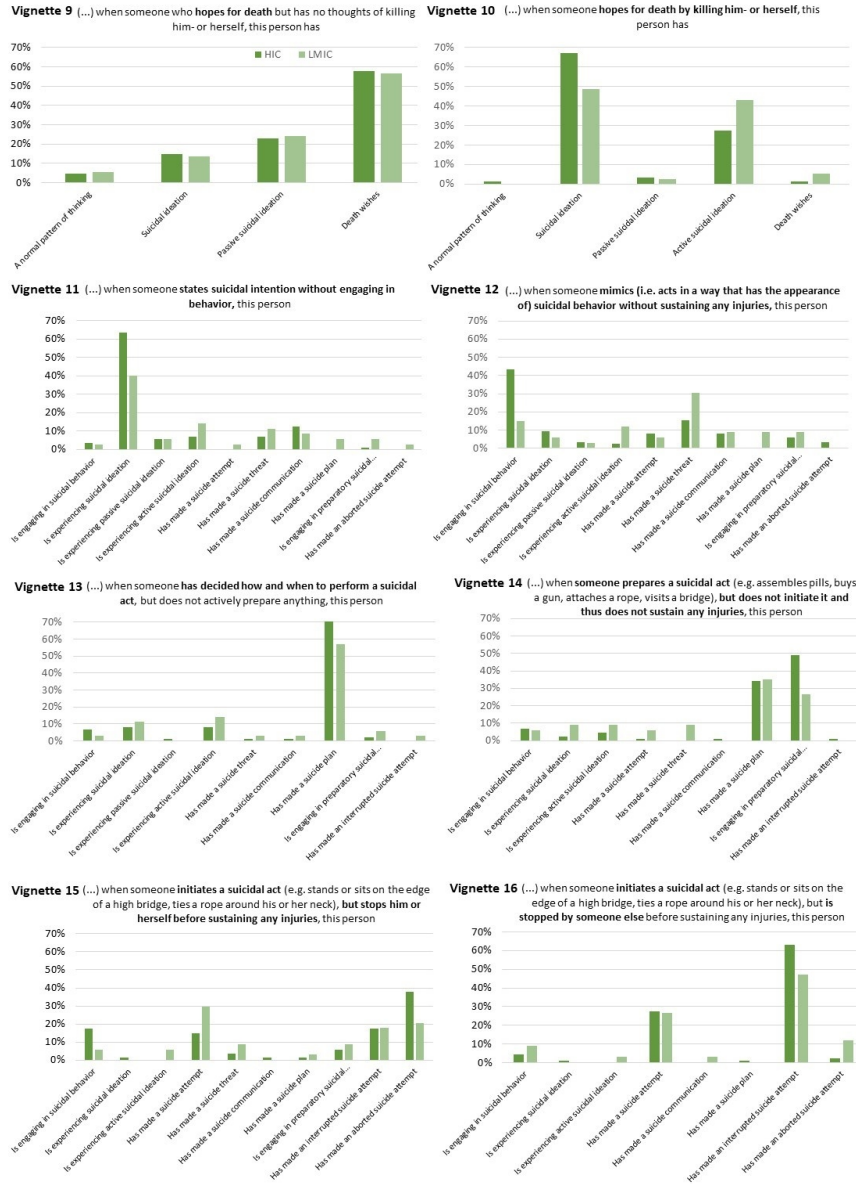 Vignette 9 (...) when someone who hopes for death but has no thoughts of killing
him- or herself, this person has
HIC LMIC
70%
60%
50%
40%
30%
20%
10%
0%
A normal pattern of thinking
Suicidal ideation
Passive suicidal ideation
Death wishes
Vignette 10 (...) when someone hopes for death by killing him- or herself, this
person has
70%
60%
50%
40%
30%
20%
10%
0%
A normal pattern of thinking
Suicidal ideation
Passive suicidal ideation
Active suicidal ideation
Death wishes
Vignette 11 (...) when someone states suicidal intention without engaging in
behavior, this person
70%
60%
50%
40%
30%
20%
10%
0%
Is engaging in suicidal behavior
Is experiencing suicidal ideation
Is experiencing passive suicidal ideation
Is experiencing active suicidal ideation
Has made a suicide attempt
Has made a suicide threat
Has made a suicide communication
Has made a suicide plan
Is engaging in preparatory suicidal...
Has made an aborted suicide attempt
Vignette 12 (...) when someone mimics (i.e. acts in a way that has the appearance
of) suicidal behavior without sustaining any injuries, this person
70%
60%
50%
40%
30%
20%
10%
0%
Is engaging in suicidal behavior
Is experiencing suicidal ideation
Is experiencing passive suicidal ideation
Is experiencing active suicidal ideation
Has made a suicide attempt
Has made a suicide threat
Has made a suicide communication
Has made a suicide plan
Is engaging in preparatory suicidal...
Has made an aborted suicide attempt
Vignette 13 (...) when someone has decided how and when to perform a suicidal
act, but does not actively prepare anything, this person
70%
60%
50%
40%
30%
20%
10%
0%
Is engaging in suicidal behavior
Is experiencing suicidal ideation
Is experiencing passive suicidal ideation
Is experiencing active suicidal ideation
Has made a suicide threat
Has made a suicide communication
Has made a suicide plan
Is engaging in preparatory suicidal...
Has made an interrupted suicide attempt
Vignette 14 (...) when someone prepares a suicidal act (e.g. assembles pills, buys
a gun, attaches a rope, visits a bridge), but does not initiate it and
thus does not sustain any injuries, this person
70%
60%
50%
40%
30%
20%
10%
0%
Is engaging in suicidal behavior
Is experiencing suicidal ideation
Is experiencing active suicidal ideation
Has made a suicide attempt
Has made a suicide threat
Has made a suicide communication
Has made a suicide plan
Is engaging in preparatory suicidal...
Has made an interrupted suicide attempt
Vignette 15 (...) when someone initiates a suicidal act (e.g. stands or sits on the edge
of a high bridge, ties a rope around his or her neck), but stops him or
herself before sustaining any injuries, this person
70%
60%
50%
40%
30%
20%
10%
0%
Is engaging in suicidal behavior
Is experiencing suicidal ideation
Is experiencing active suicidal ideation
Has made a suicide attempt
Has made a suicide threat
Has made a suicide communication
Has made a suicide plan
Is engaging in preparatory suicidal...
Has made an interrupted suicide attempt
Has made an aborted suicide attempt
Vignette 16 (...) when someone initiates a suicidal act (e.g. stands or sits on the
edge of a high bridge, ties a rope around his or her neck), but is
stopped by someone else before sustaining any injuries, this person
70%
60%
50%
40%
30%
20%
10%
0%
Is engaging in suicidal behavior
Is experiencing suicidal ideation
Is experiencing active suicidal ideation
Has made a suicide attempt
Has made a suicide communication
Has made a suicide plan
Has made an interrupted suicide attempt
Has made an aborted suicide attempt